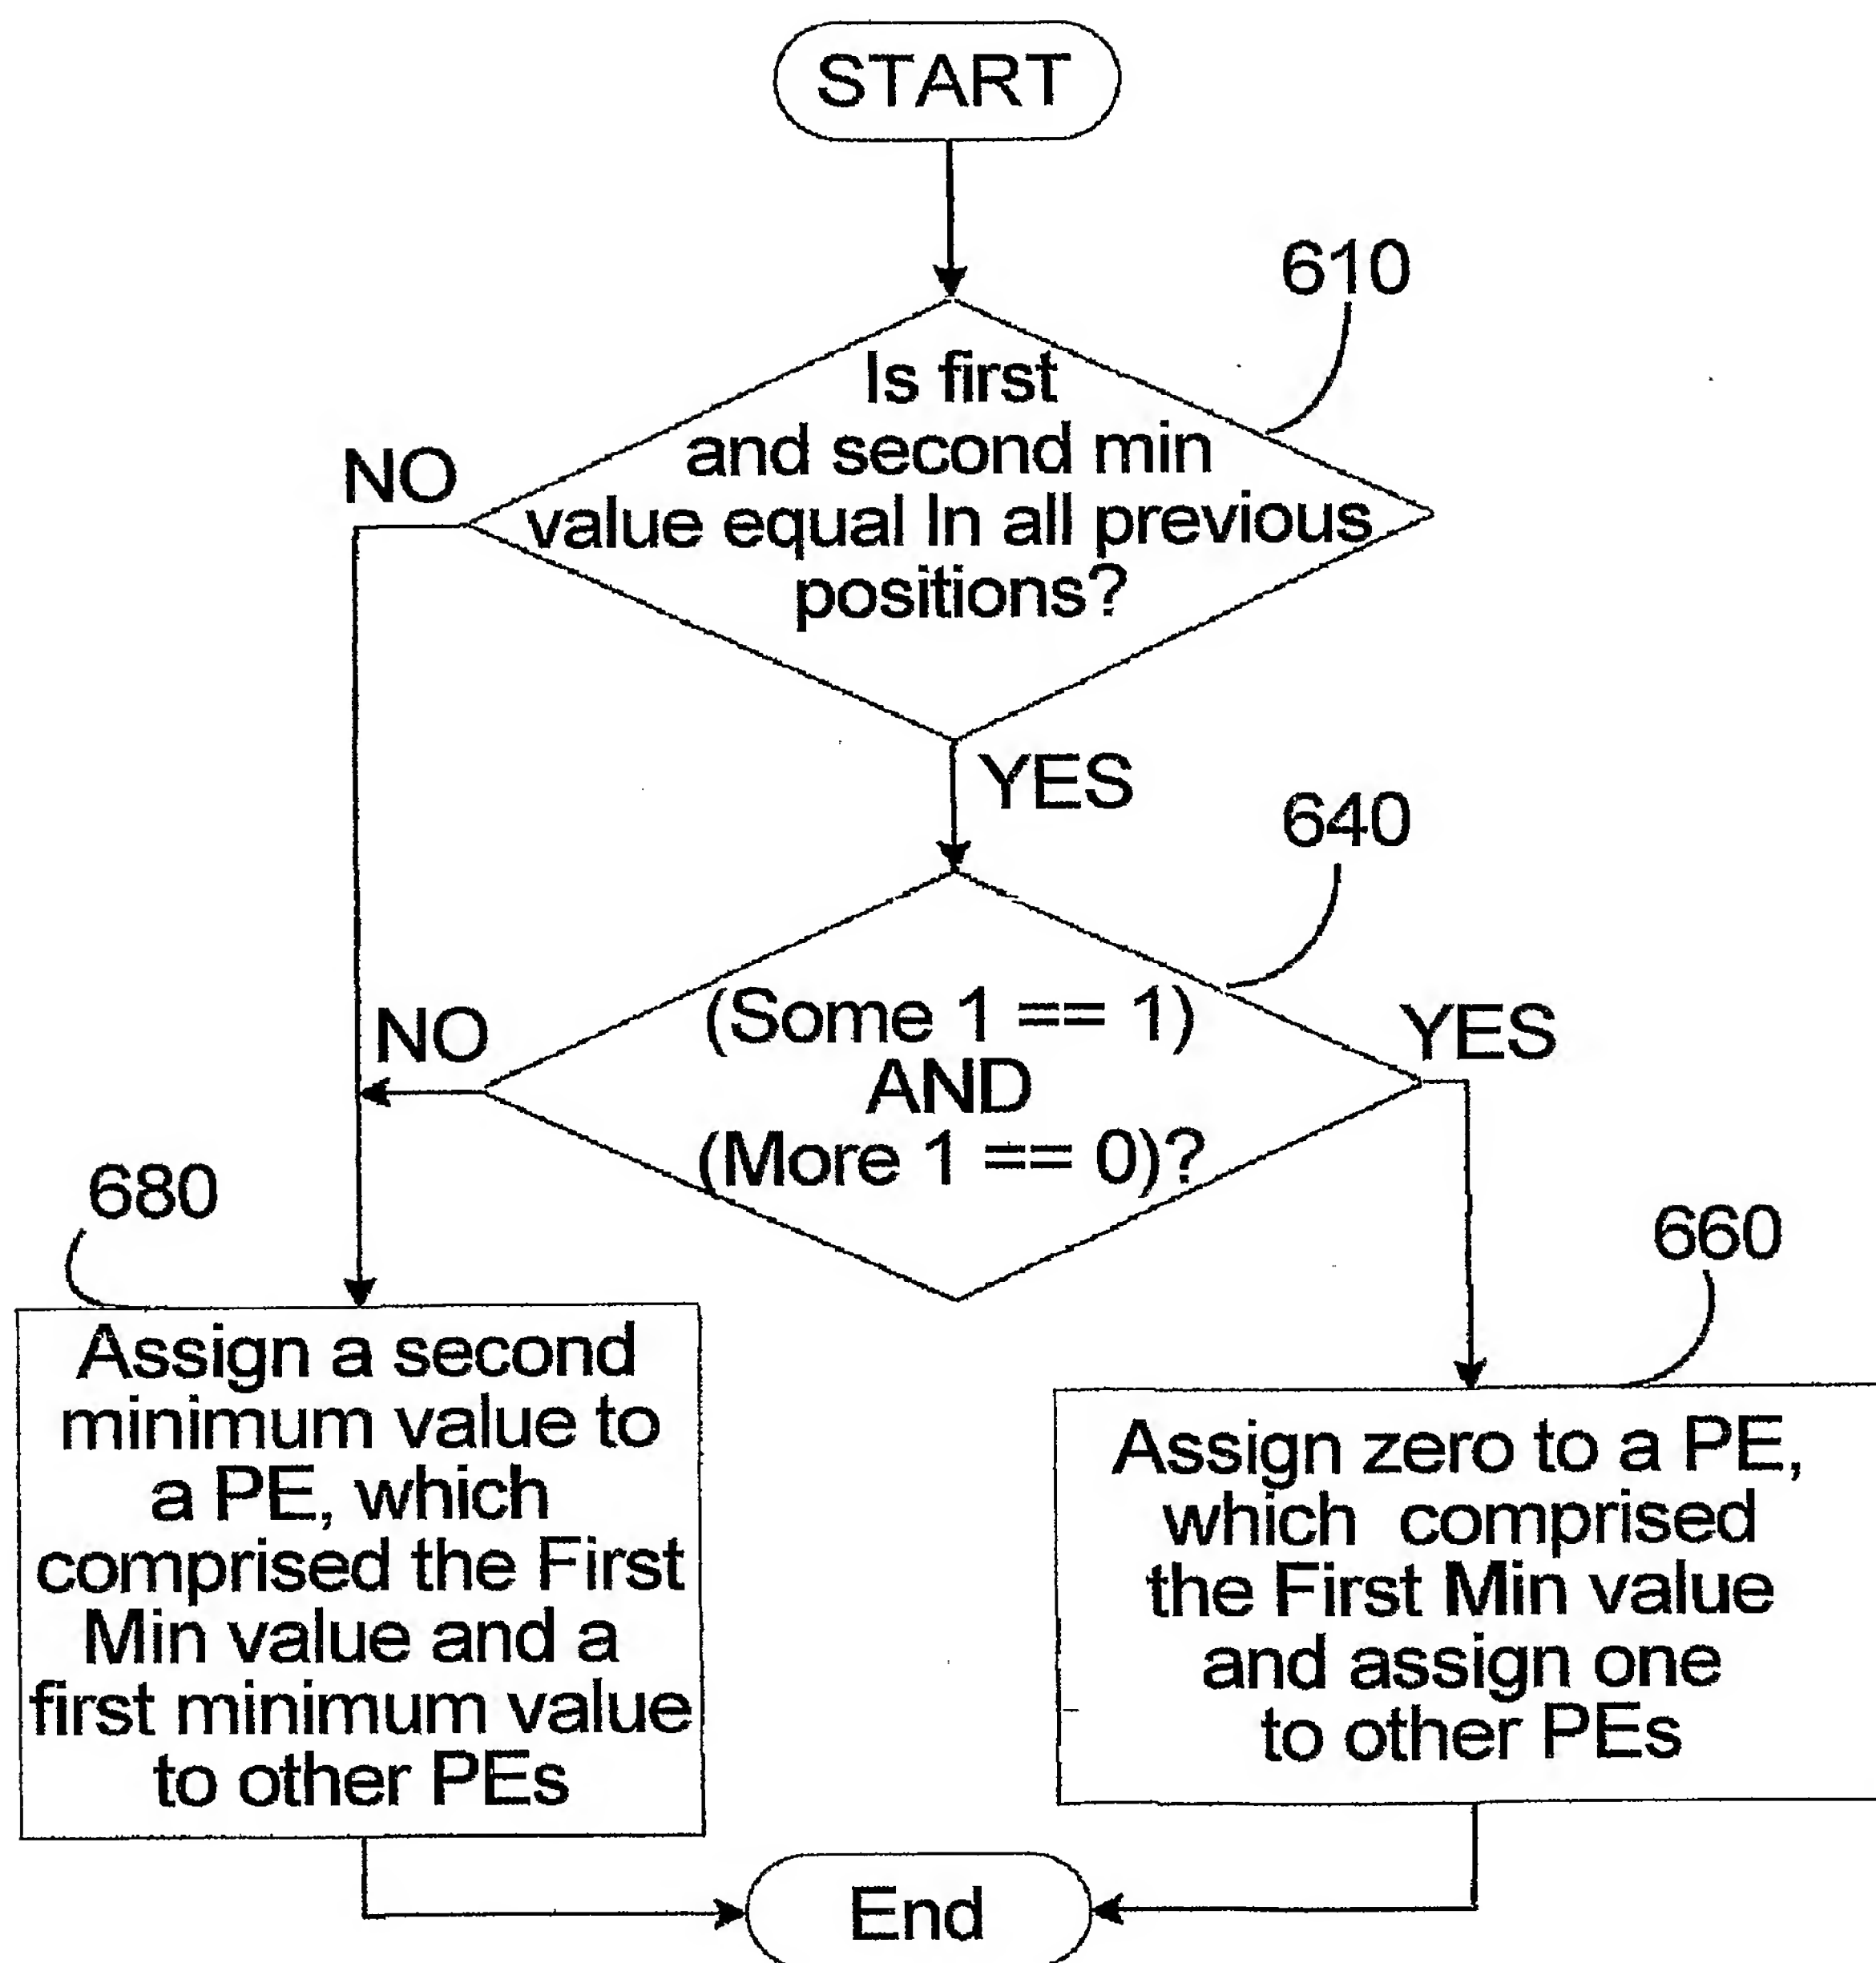 START
610
Is first
and second min
value equal In all previous
positions?
NO
YES
640
(Some 1 == 1)
AND
(More 1 == 0)?
NO
YES
680
660
Assign a second
minimum value to
a PE, which
comprised the First
Min value and a
first minimum value
to other PEs
Assign zero to a PE,
which comprised
the First Min value
and assign one
to other PEs
End